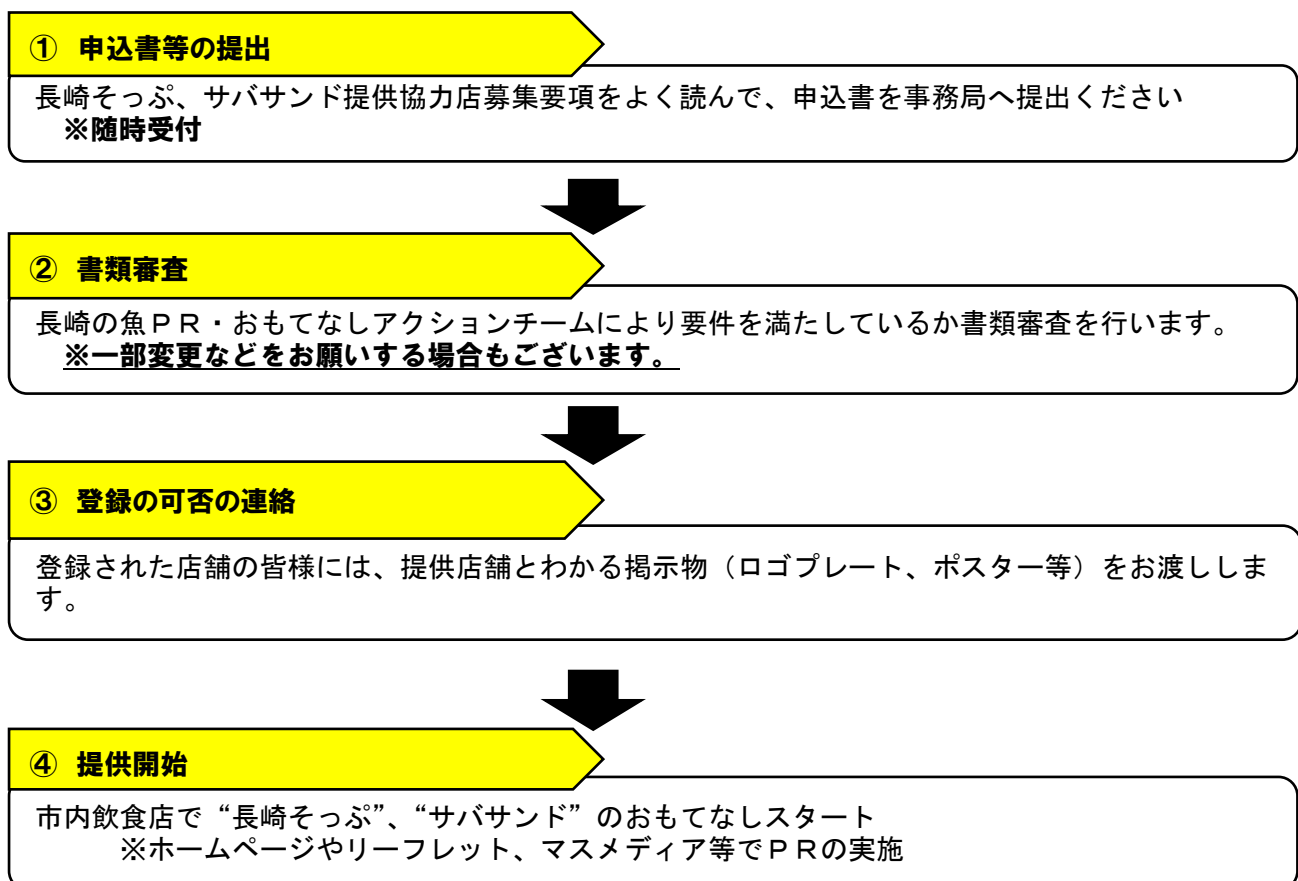 ① 申込書等の提出
長崎そっぷ、サバサンド提供協力店募集要項をよく読んで、申込書を事務局へ提出ください
※随時受付
② 書類審査
長崎の魚ＰＲ・おもてなしアクションチームにより要件を満たしているか書類審査を行います。
※一部変更などをお願いする場合もございます。
③ 登録の可否の連絡
登録された店舗の皆様には、提供店舗とわかる掲示物（ロゴプレート、ポスター等）をお渡ししま
す。
④ 提供開始
市内飲食店で“長崎そっぷ”、“サバサンド”のおもてなしスタート
※ホームページやリーフレット、マスメディア等でＰＲの実施